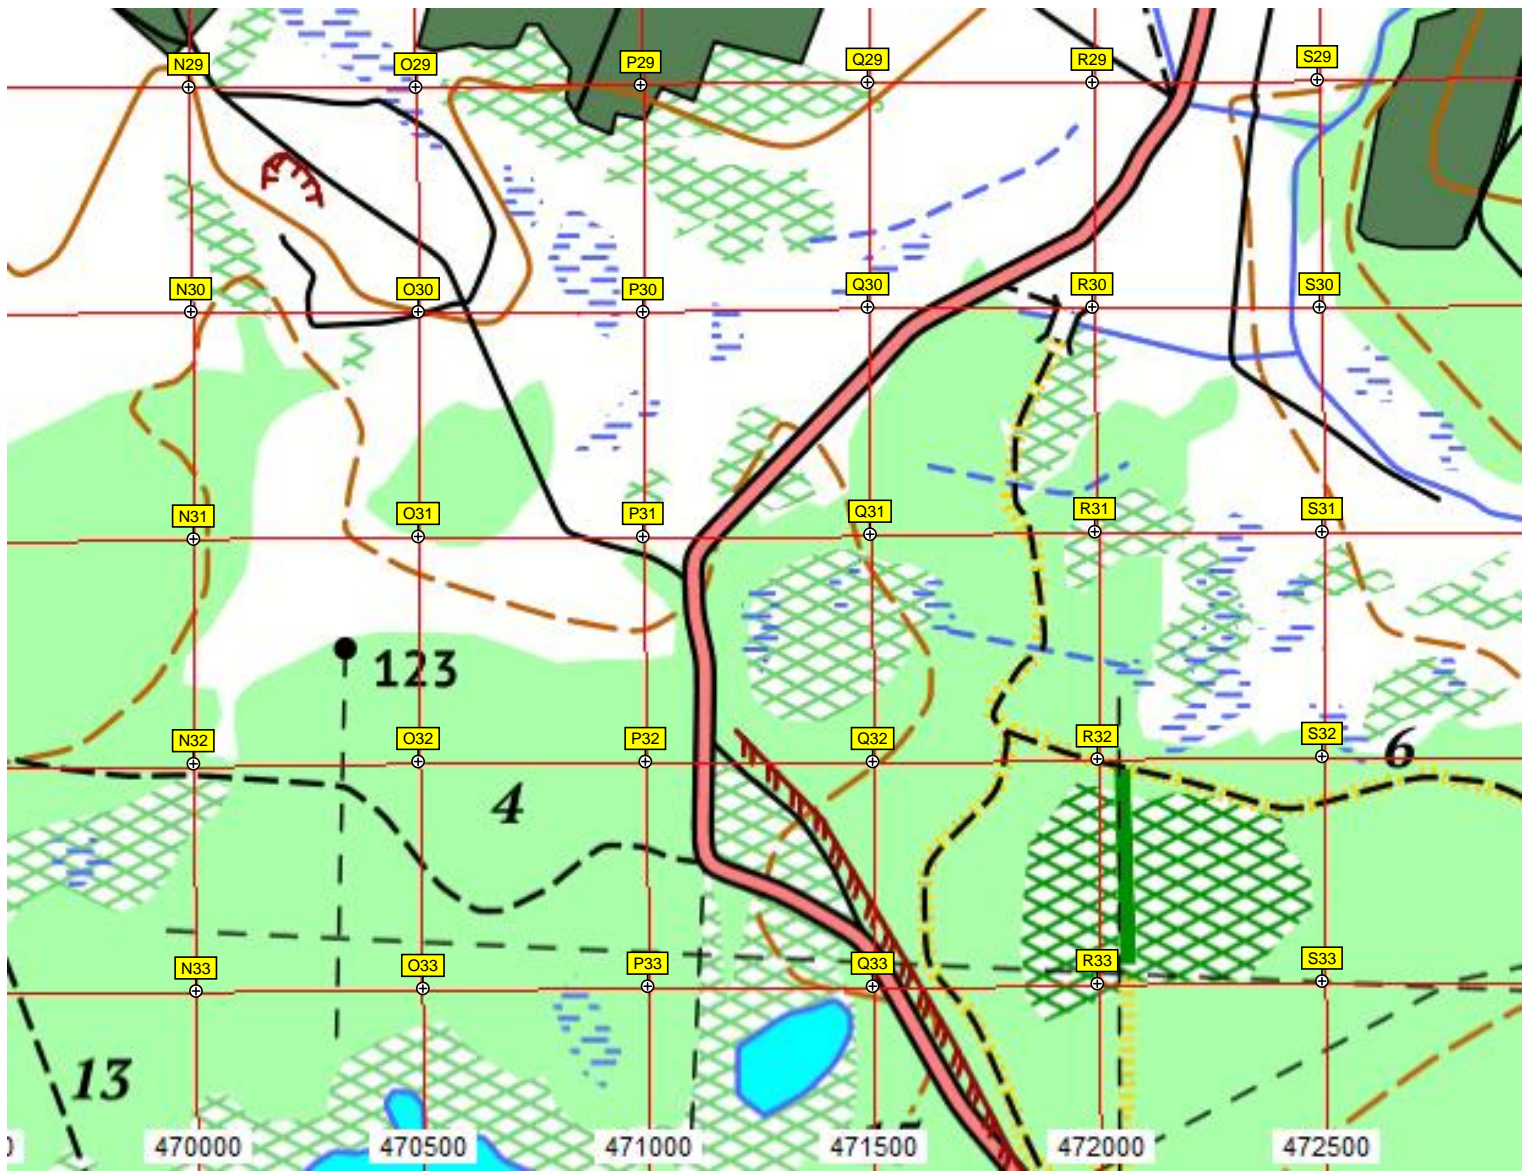 N29 O29 P29 Q29 R29 S29
N30 O30 P30 Q30 R30 S30
N31 O31 P31 Q31 R31 S31
123
N32 O32 P32 Q32 R32 S32
6
4
N33 O33 P33 Q33 R33 S33
13
0 470000 470500 471000 471500 472000 472500